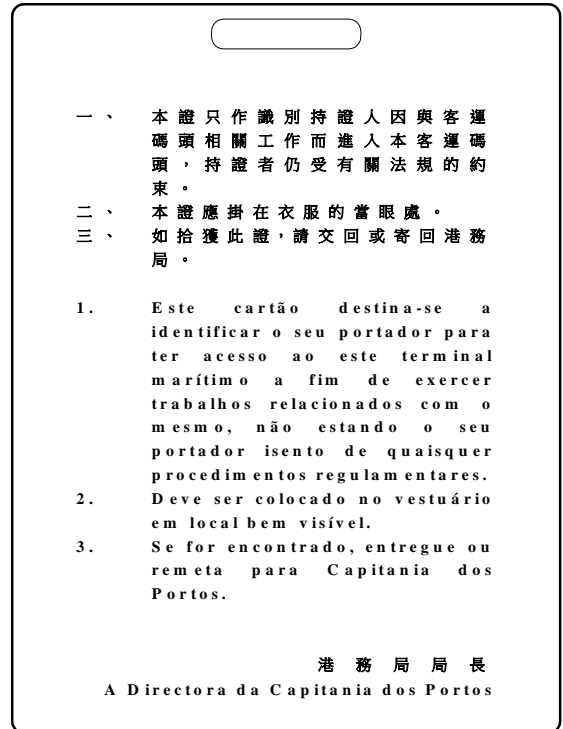 一、 本證只作識別持證人因與客運
碼頭相關工作而進入本客運碼
頭，持證者仍受有關法規的約
束。
二、 本證應掛在衣服的當眼處。
三、 如拾獲此證，請交回或寄回港務
局。
1. Este cartão destina-se a
identificar o seu portador para
ter acesso ao este terminal
marítimo a fim de exercer
trabalhos relacionados com o
mesmo, não estando o seu
portador isento de quaisquer
procedimentos regulamentares.
2. Deve ser colocado no vestuário
em local bem visível.
3. Se for encontrado, entregue ou
remeta para Capitania dos
Portos.
港務局局長
A Directora da Capitania dos Portos